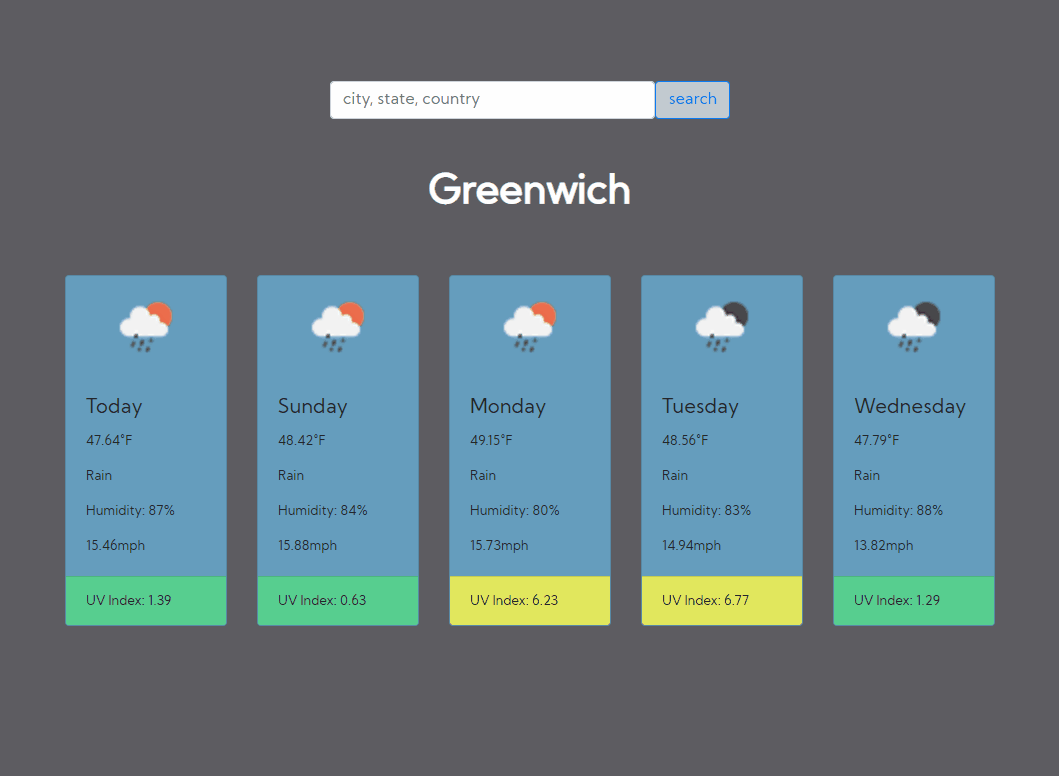 city, state, country
search
Greenwich
Today
47.64°F
Rain
Humidity: 87%
15.46mph
UV Index: 1.39
Sunday
48.42°F
Rain
Humidity: 84%
15.88mph
UV Index: 0.63
Monday
49.15°F
Rain
Humidity: 80%
15.73mph
UV Index: 6.23
Tuesday
48.56°F
Rain
Humidity: 83%
14.94mph
UV Index: 6.77
Wednesday
47.79°F
Rain
Humidity: 88%
13.82mph
UV Index: 1.29